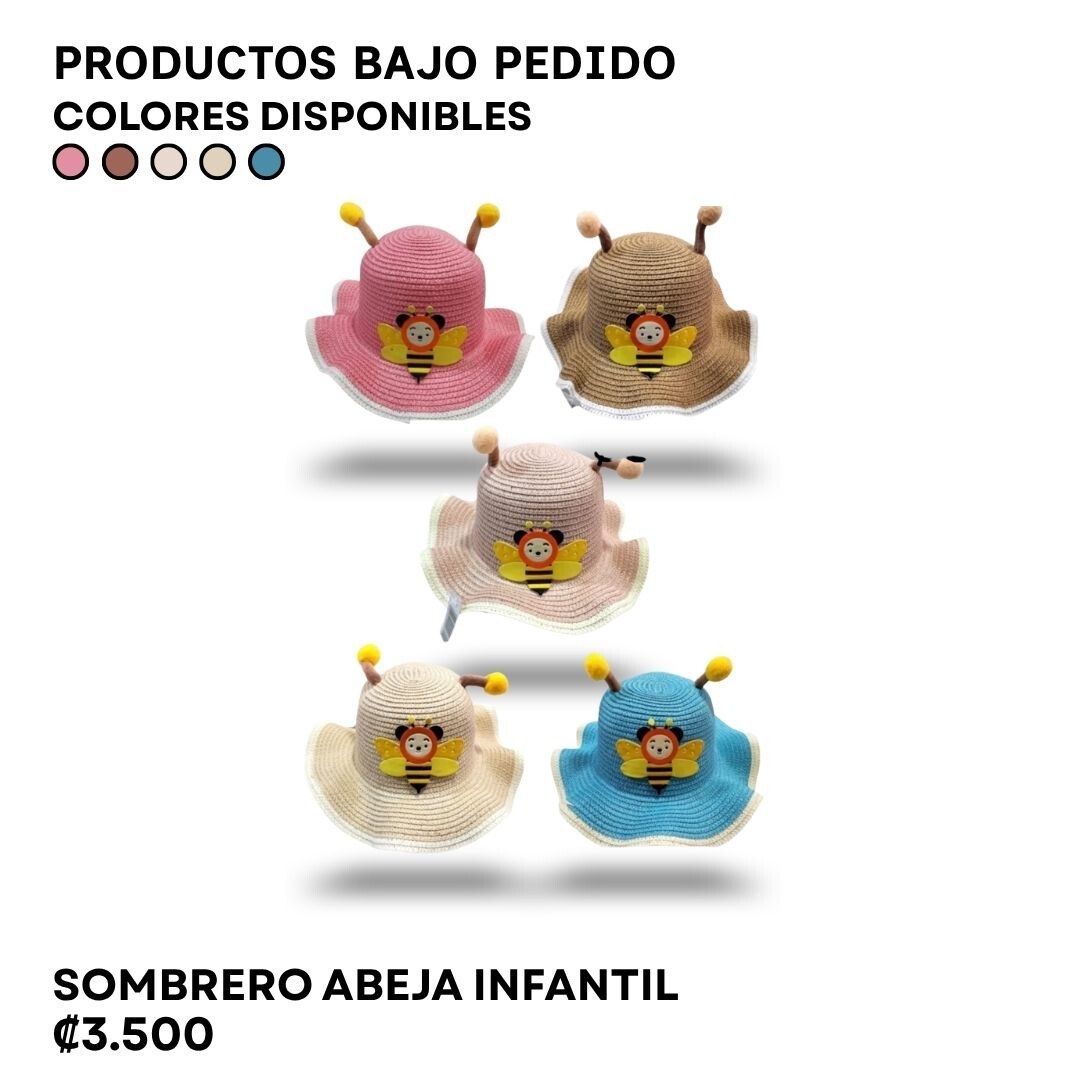 PRODUCTOS BAJO PEDIDO
COLORES DISPONIBLES
SOMBRERO ABEJA INFANTIL
₡3.500